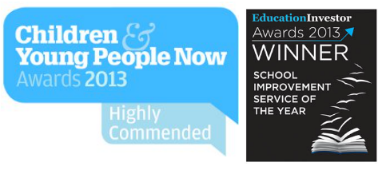 Children &
Young People Now
Awards 2013
Highly
Commended
EducationInvestor
Awards 2013
WINNER
SCHOOL
IMPROVEMENT
SERVICE OF
THE YEAR